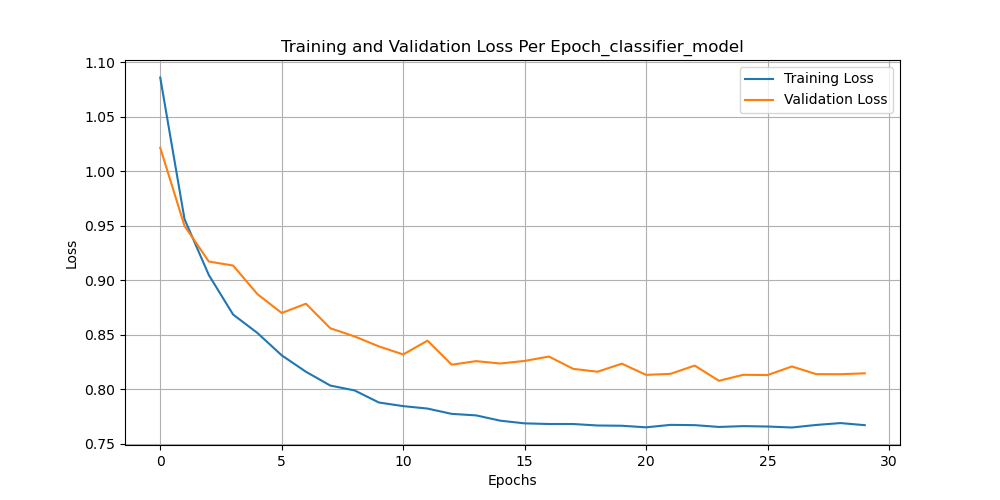 Training and Validation Loss Per Epoch_classifier_model
Training Loss
Validation Loss
1.10
1.05
1.00
0.95
0.90
0.85
0.80
0.75
Loss
0 5 10 15 20 25 30
Epochs